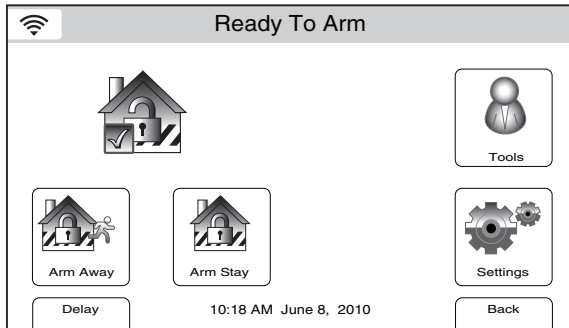 Ready To Arm
Tools
Arm Away
Arm Stay
Settings
Delay
10:18 AM June 8, 2010
Back